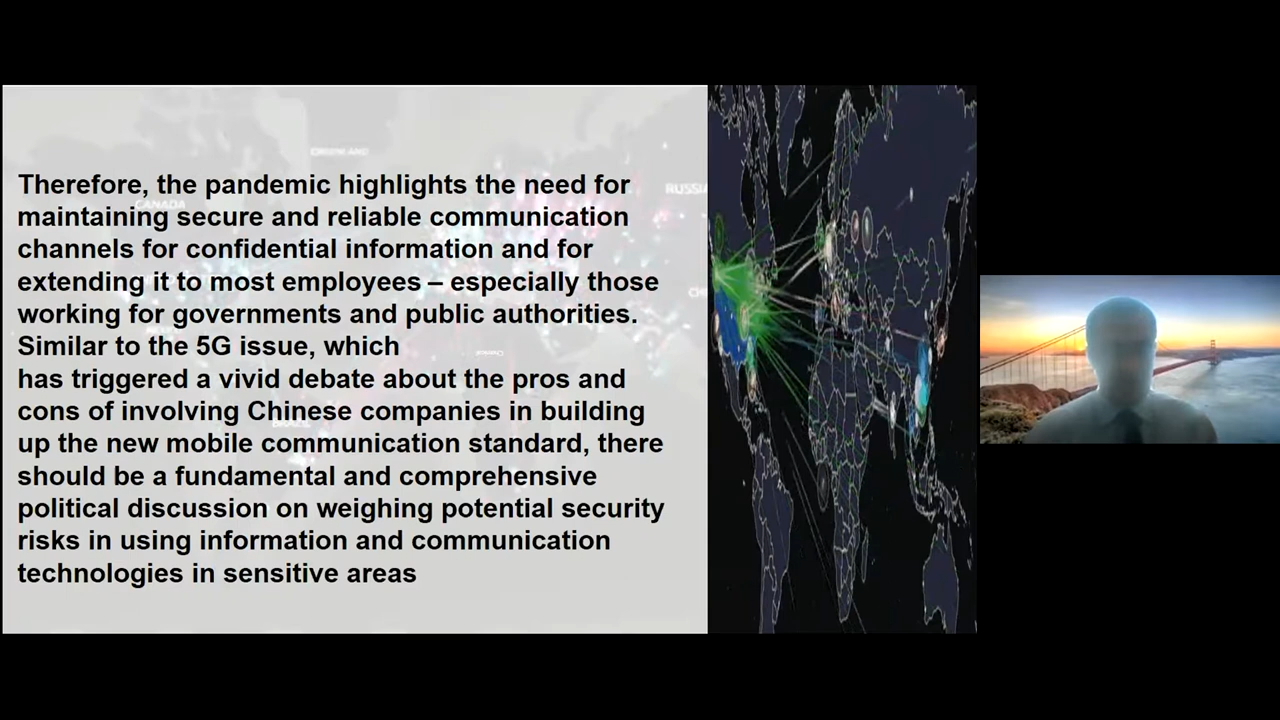 GREENLAND
RUSSIA
CANADA
Therefore, the pandemic highlights the need for
maintaining secure and reliable communication
channels for confidential information and for
extending it to most employees – especially those
working for governments and public authorities.
Similar to the 5G issue, which
has triggered a vivid debate about the pros and
cons of involving Chinese companies in building
up the new mobile communication standard, there
should be a fundamental and comprehensive
political discussion on weighing potential security
risks in using information and communication
technologies in sensitive areas
BRAZIL